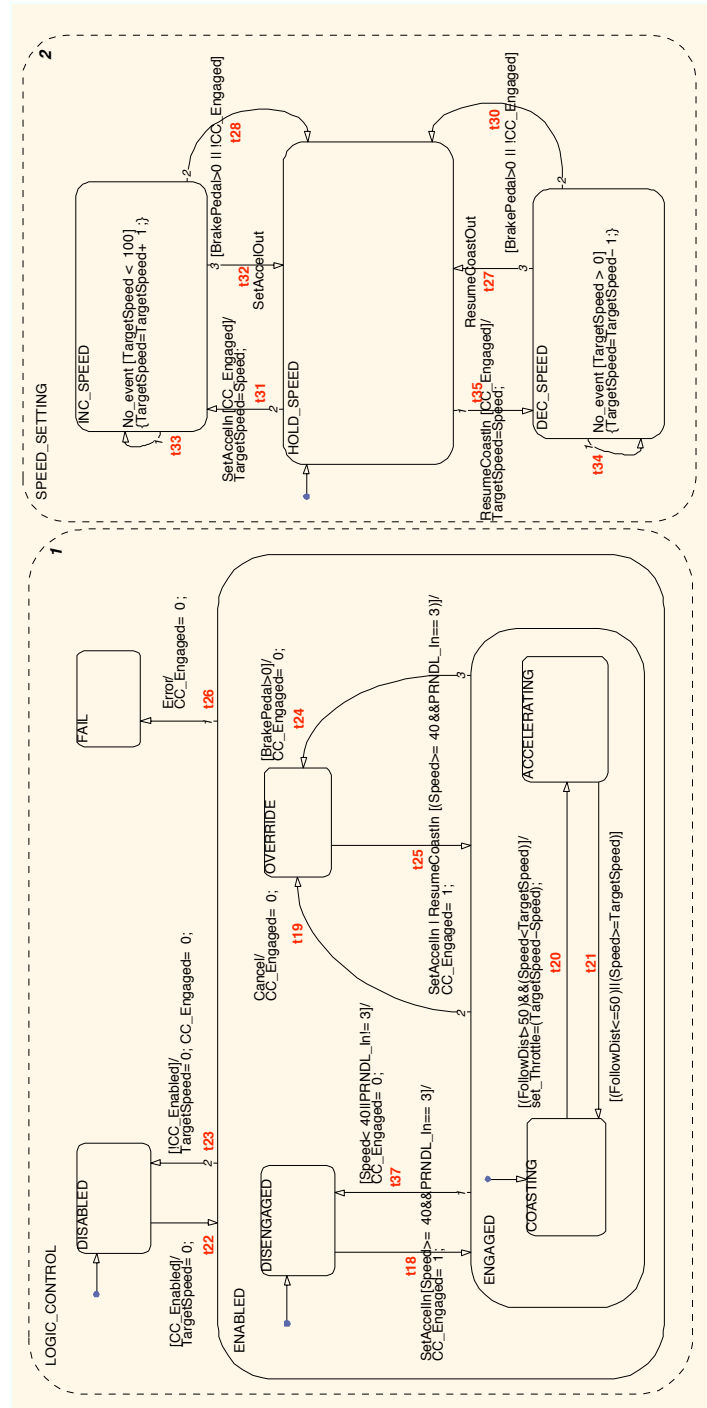 LOGIC_CONTROL
1
DISABLED
[CC_Enabled]/
TargetSpeed= 0;
t22
[!CC_Enabled]/
TargetSpeed= 0; CC_Engaged= 0;
t23
2
FAIL
Error/
CC_Engaged= 0 ;
t26
1
ENABLED
DISENGAGED
SetAccelIn[Speed>= 40&&PRNDL_In== 3]/
CC_Engaged= 1;
t18
[Speed< 40||PRNDL_In!= 3]/
CC_Engaged= 0;
t37
1
OVERRIDE
Cancel/
CC_Engaged= 0;
t19
2
[BrakePedal>0]/
CC_Engaged= 0;
t24
3
SetAccelIn | ResumeCoastIn [(Speed>= 40 &&PRNDL_In== 3)]/
CC_Engaged= 1;
t25
ENGAGED
COASTING
ACCELERATING
[(FollowDist>50)&&(Speed<TargetSpeed)]/
set_Throttle=(TargetSpeed-Speed);
t20
t21
[(FollowDist<=50)||(Speed>=TargetSpeed)]
SPEED_SETTING
2
INC_SPEED
No_event [TargetSpeed < 100]
{TargetSpeed=TargetSpeed+ 1 ;}
1
t33
2
[BrakePedal>0 || !CC_Engaged]
t28
3
t32
SetAccelOut
SetAccelIn [CC_Engaged]/
TargetSpeed=Speed;
t31
2
HOLD_SPEED
1
ResumeCoastIn [CC_Engaged]/
TargetSpeed=Speed;
t35
ResumeCoastOut
t27
3
[BrakePedal>0 || !CC_Engaged]
t30
2
DEC_SPEED
No_event [TargetSpeed > 0]
{TargetSpeed=TargetSpeed- 1;}
1
t34